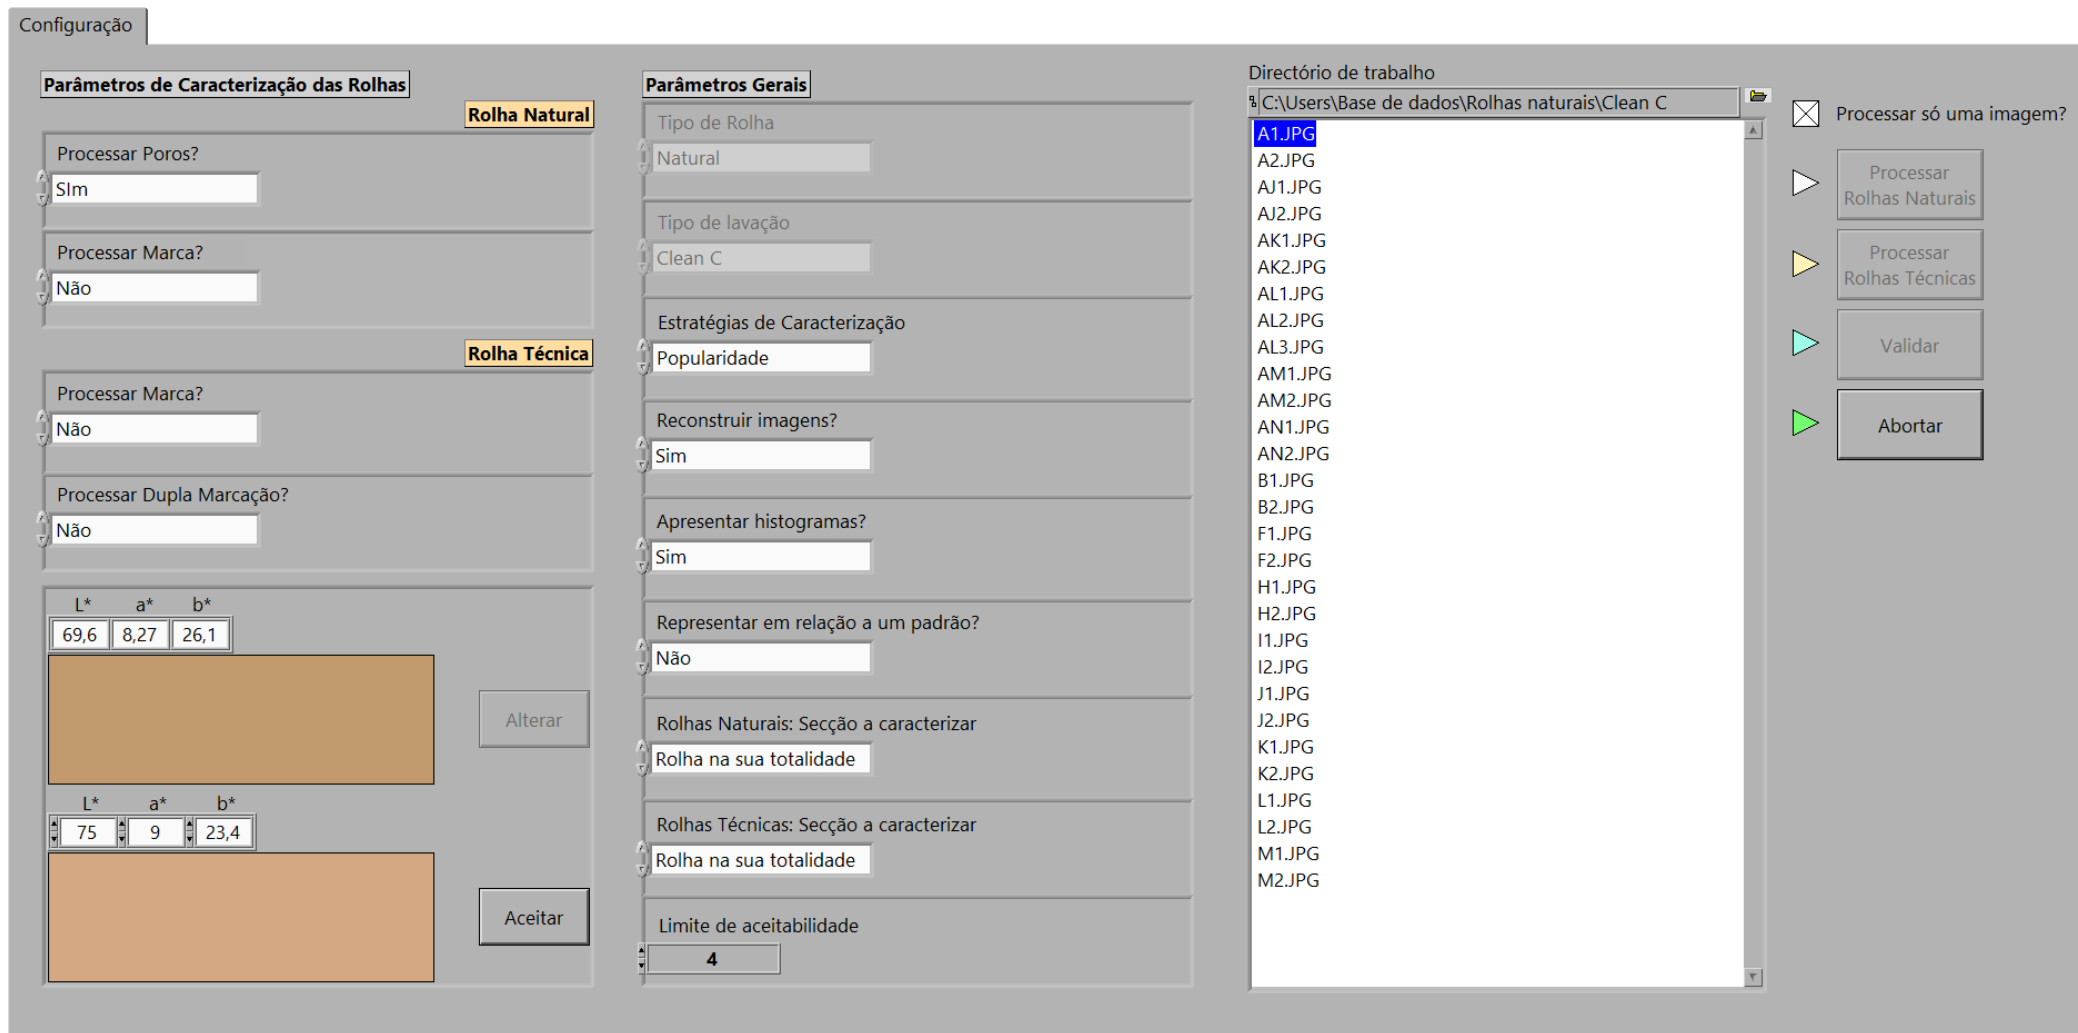 Configuração
Parâmetros de Caracterização das Rolhas
Rolha Natural
Processar Poros?
SIm
Processar Marca?
Não
Rolha Técnica
Processar Marca?
Não
Processar Dupla Marcação?
Não
L* a* b*
69,6 8,27 26,1
Alterar
L* a* b*
75 9 23,4
Aceitar
Parâmetros Gerais
Tipo de Rolha
Natural
Tipo de lavação
Clean C
Estratégias de Caracterização
Popularidade
Reconstruir imagens?
Sim
Apresentar histogramas?
Sim
Representar em relação a um padrão?
Não
Rolhas Naturais: Secção a caracterizar
Rolha na sua totalidade
Rolhas Técnicas: Secção a caracterizar
Rolha na sua totalidade
Limite de aceitabilidade
4
Directório de trabalho
C:\Users\Base de dados\Rolhas naturais\Clean C
A1.JPG
A2.JPG
AJ1.JPG
AJ2.JPG
AK1.JPG
AK2.JPG
AL1.JPG
AL2.JPG
AL3.JPG
AM1.JPG
AM2.JPG
AN1.JPG
AN2.JPG
B1.JPG
B2.JPG
F1.JPG
F2.JPG
H1.JPG
H2.JPG
I1.JPG
I2.JPG
J1.JPG
J2.JPG
K1.JPG
K2.JPG
L1.JPG
L2.JPG
M1.JPG
M2.JPG
Processar só uma imagem?
Processar
Rolhas Naturais
Processar
Rolhas Técnicas
Validar
Abortar